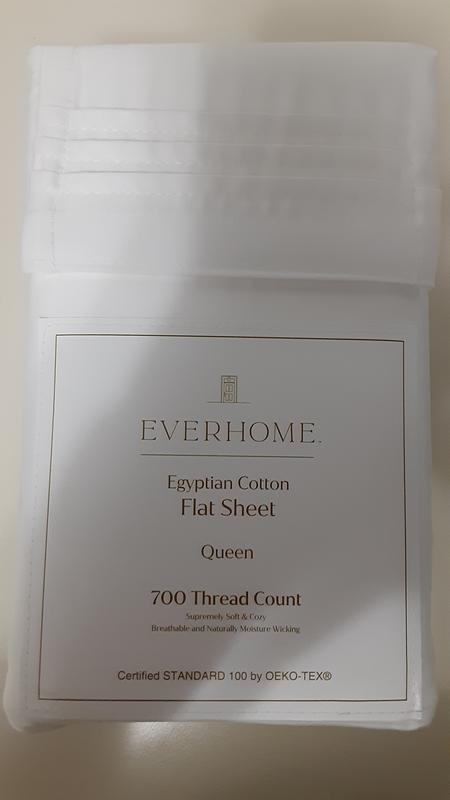 EVERHOME.
Egyptian Cotton
Flat Sheet
Queen
700 Thread Count
Supremely Soft & Cozy
Breathable and Naturally Moisture Wicking
Certified STANDARD 100 by OEKO-TEX®